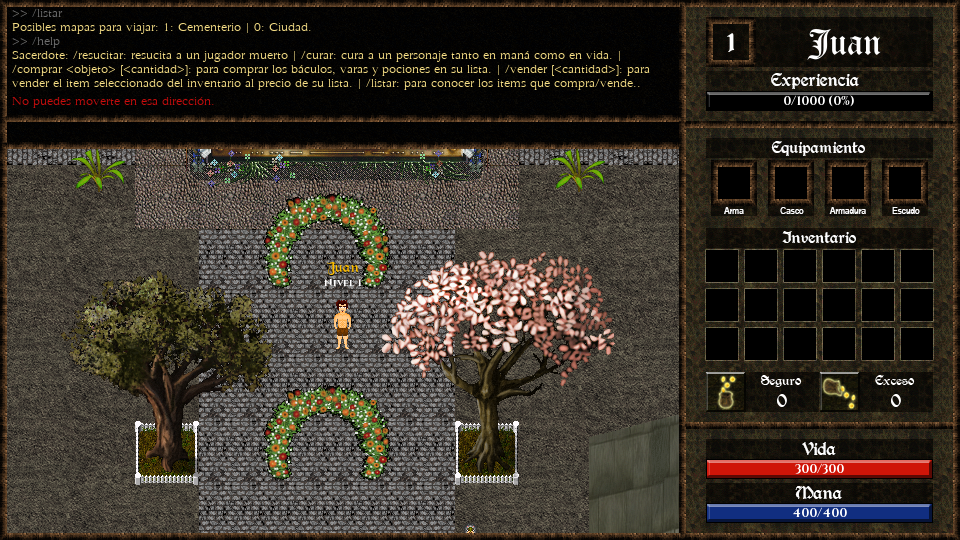 >> /listar
Posibles mapas para viajar: 1: Cementerio | 0: Ciudad.
>> /help
Sacerdote: /resucitar: resucita a un jugador muerto | /curar: cura a un personaje tanto en maná como en vida. |
/comprar <objeto> [<cantidad>]: para comprar los báculos, varas y pociones en su lista. | /vender [<cantidad>]: para
vender el item seleccionado del inventario al precio de su lista. | /listar: para conocer los items que compra/vende..
No puedes moverte en esa dirección.
Juan
Nivel 1
1
Juan
Experiencia
0/1000 (0%)
Equipamiento
Arma Casco Armadura Escudo
Inventario
Seguro Exceso
0 0
Vida
300/300
Mana
400/400